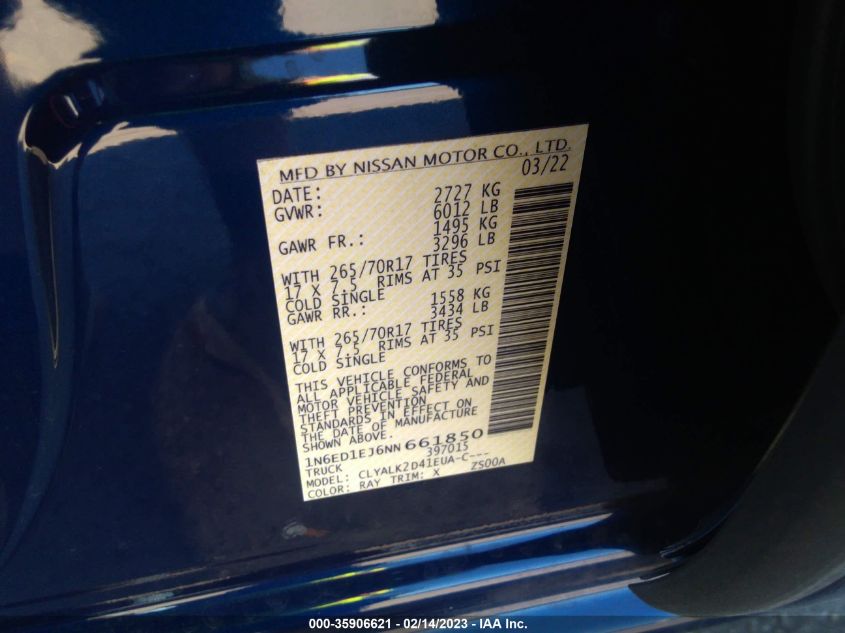 MFD BY NISSAN MOTOR CO., LTD.
DATE: 03/22
GVWR: 2727 KG
6012 LB
GAWR FR.: 1495 KG
3296 LB
WITH 265/70R17 TIRES
17 X 7.5 RIMS AT 35 PSI
COLD SINGLE
GAWR RR.: 1558 KG
3434 LB
WITH 265/70R17 TIRES
17 X 7.5 RIMS AT 35 PSI
COLD SINGLE
THIS VEHICLE CONFORMS TO
ALL APPLICABLE FEDERAL
MOTOR VEHICLE SAFETY AND
THEFT PREVENTION
STANDARDS IN EFFECT ON
THE DATE OF MANUFACTURE
SHOWN ABOVE.
1N6ED1EJ6NN661850
TRUCK 397015
MODEL: CLYALK2D41EUA-C---
COLOR: RAY TRIM: X ZS00A
000-35906621 - 02/14/2023 - IAA Inc.